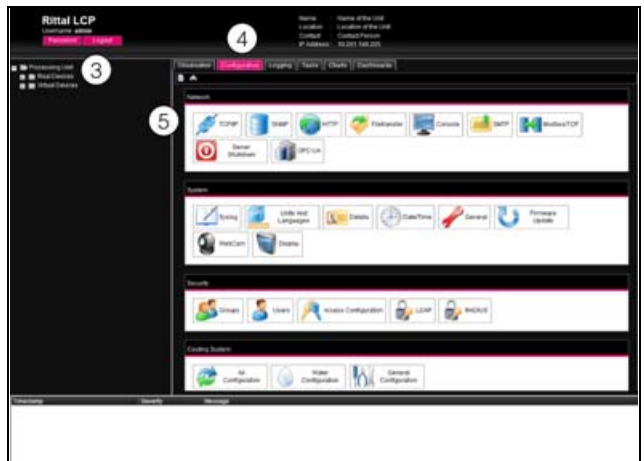 Rittal LCP
Username admin
Password Logout
Name : Name of the Unit
Location : Location of the Unit
Contact : Contact Person
IP Address : 10.201.148.205
4
3
Processing Unit
Real Devices
Virtual Devices
Observation Configuration Logging Tasks Charts Dashboards
5
Network
TCP/IP SNMP HTTP Filetransfer Console SMTP Modbus/TCP
Server Shutdown OPC-UA
System
Syslog Units And Languages Details Date/Time General Firmware Update
WebCam Display
Security
Groups Users Access Configuration LDAP RADIUS
Cooling System
Air Configuration Water Configuration General Configuration
Timestamp Severity Message